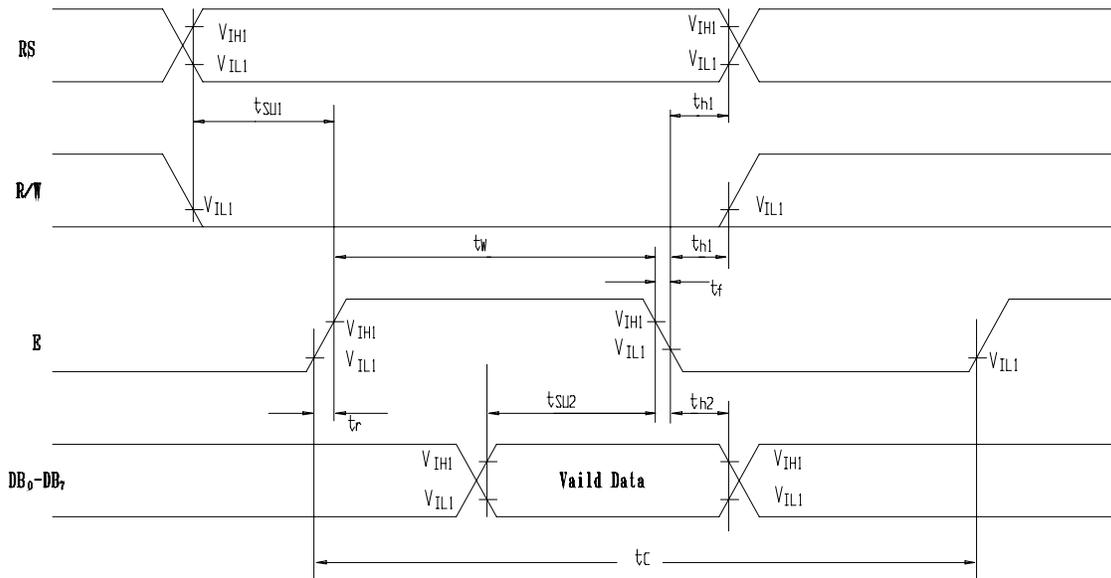 RS
VIH1
VIL1
VIH1
VIL1
tSU1
th1
R/W
VIL1
VIL1
tW
th1
tf
E
VIH1
VIL1
VIH1
VIL1
VIL1
tr
tSU2
th2
DB0-DB7
VIH1
VIL1
Vaild Data
VIH1
VIL1
tC